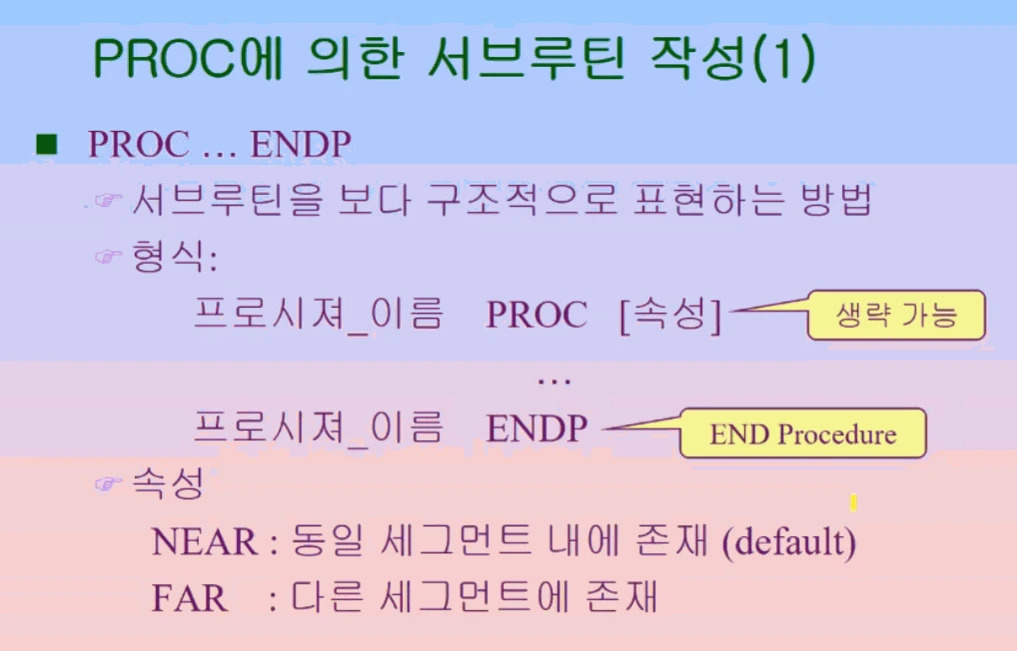 PROC에 의한 서브루틴 작성(1)
■ PROC … ENDP
☞ 서브루틴을 보다 구조적으로 표현하는 방법
☞ 형식:
프로시져_이름 PROC [속성] 생략 가능
…
프로시져_이름 ENDP END Procedure
☞ 속성
NEAR : 동일 세그먼트 내에 존재 (default)
FAR : 다른 세그먼트에 존재